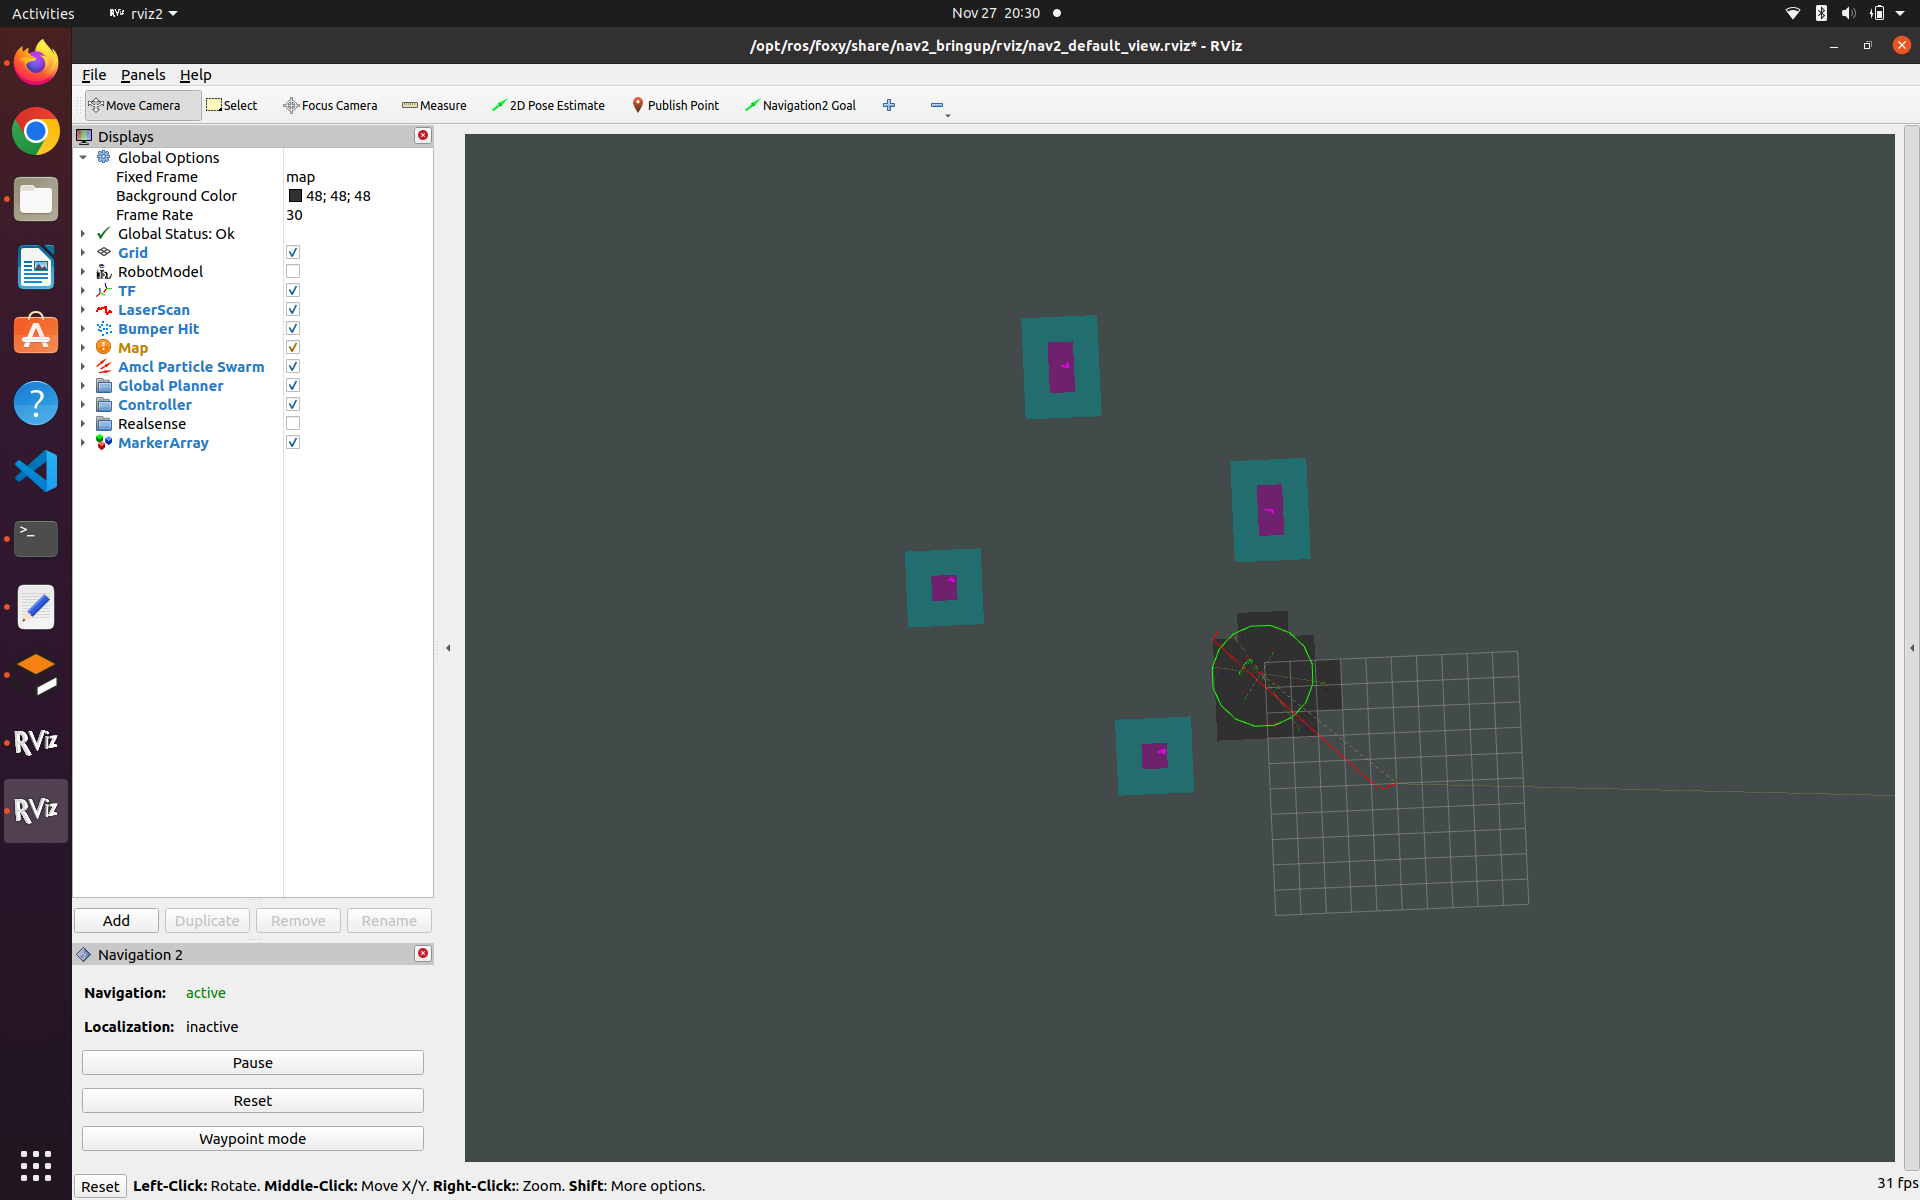 Activities
RViz rviz2
Nov 27 20:30
/opt/ros/foxy/share/nav2_bringup/rviz/nav2_default_view.rviz* - RViz
File Panels Help
Move Camera Select Focus Camera Measure 2D Pose Estimate Publish Point Navigation2 Goal
Displays
Global Options
Fixed Frame map
Background Color 48; 48; 48
Frame Rate 30
Global Status: Ok
Grid
RobotModel
TF
LaserScan
Bumper Hit
Map
Amcl Particle Swarm
Global Planner
Controller
Realsense
MarkerArray
>_
RViz
RViz
Add Duplicate Remove Rename
Navigation 2
Navigation: active
Localization: inactive
Pause
Reset
Waypoint mode
Reset Left-Click: Rotate. Middle-Click: Move X/Y. Right-Click:: Zoom. Shift: More options.
31 fps